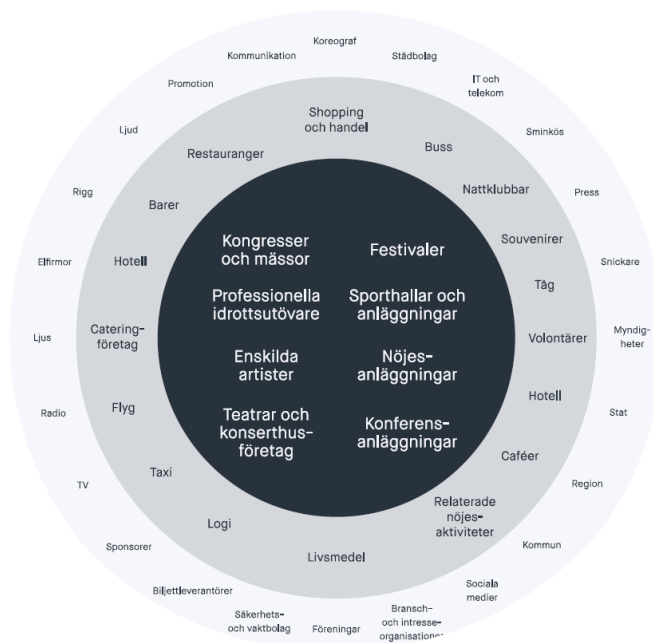 Koreograf
Kommunikation
Städbolag
Promotion
IT och
telekom
Ljud
Sminkös
Rigg
Press
Elfirmor
Snickare
Ljus
Myndig-
heter
Radio
Stat
TV
Region
Sponsorer
Kommun
Biljettleverantörer
Sociala
medier
Säkerhets-
och vaktbolag
Föreningar
Bransch-
och intresse-
organisationer
Shopping
och handel
Restauranger
Buss
Barer
Nattklubbar
Hotell
Souvenirer
Tåg
Catering-
företag
Volontärer
Flyg
Hotell
Taxi
Caféer
Logi
Relaterade
nöjes-
aktiviteter
Livsmedel
Kongresser
och mässor
Festivaler
Professionella
idrottsutövare
Sporthallar och
anläggningar
Enskilda
artister
Nöjes-
anläggningar
Teatrar och
konserthus-
företag
Konferens-
anläggningar